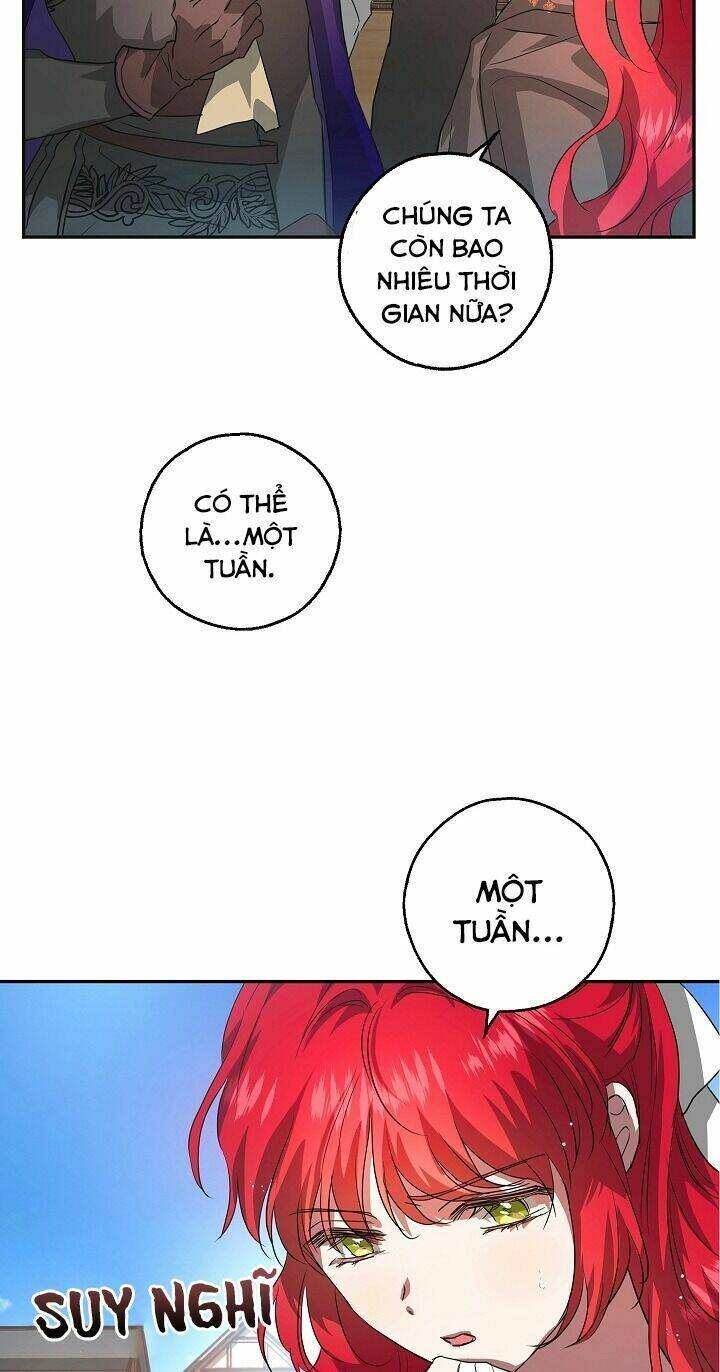 CHÚNG TA
CÒN BAO
NHIÊU THỜI
GIAN NỮA?
CÓ THỂ
LÀ...MỘT
TUẦN.
MỘT
TUẦN...
SUY NGHĨ